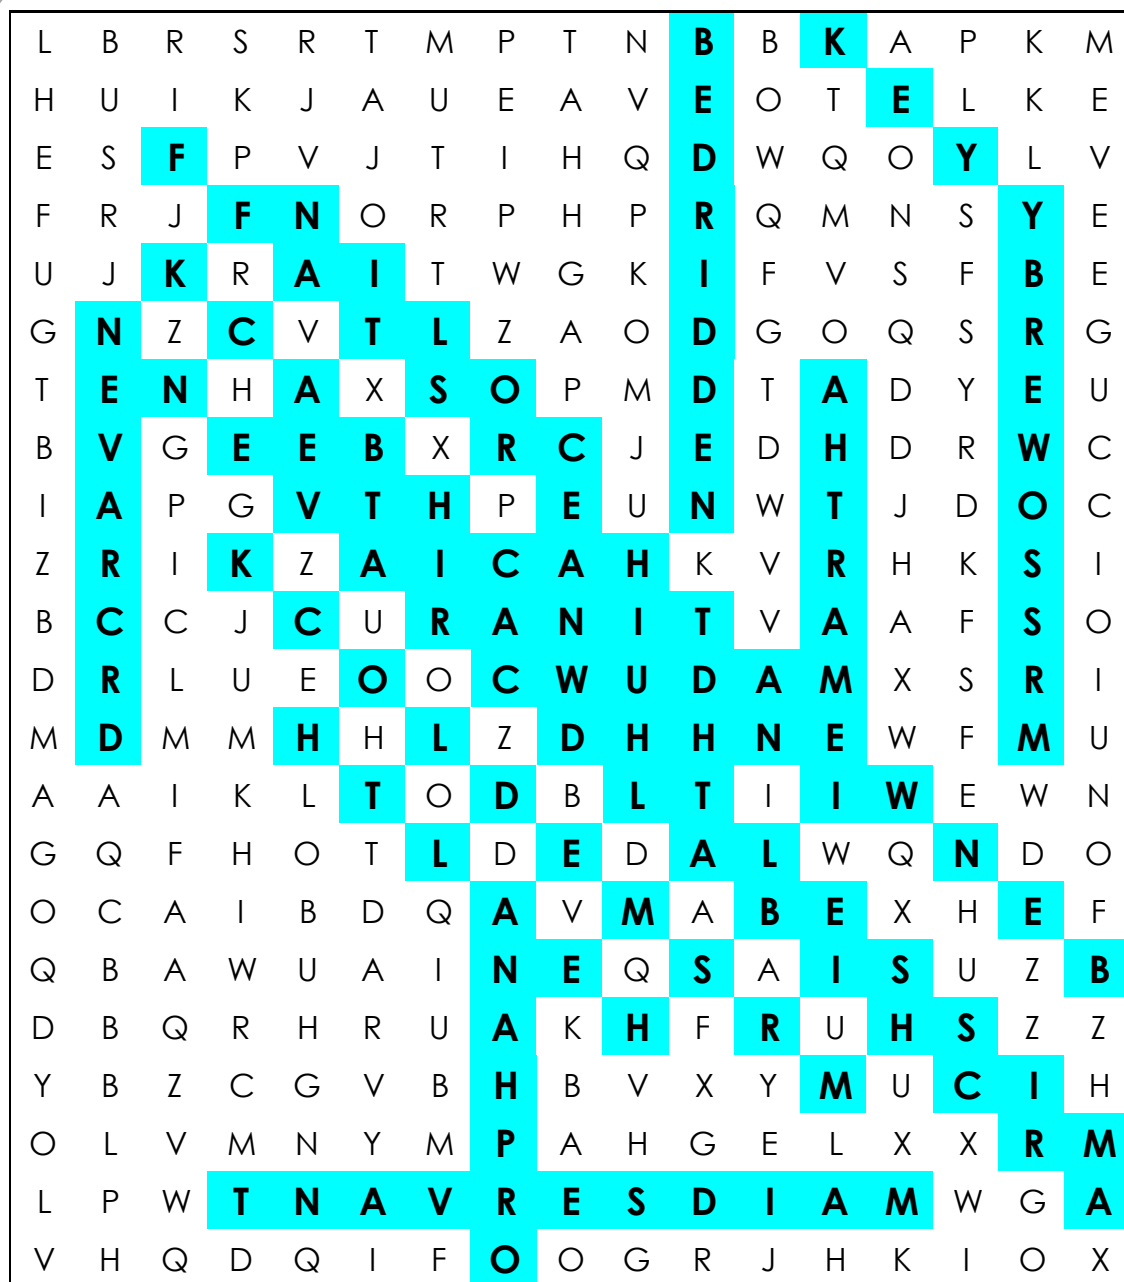 L B R S R T M P T N B B K A P K M
H U I K J A U E A V E O T E L K E
E S F P V J T I H Q D W Q O Y L V
F R J F N O R P H P R Q M N S Y E
U J K R A I T W G K I F V S F B E
G N Z C V T L Z A O D G O Q S R G
T E N H A X S O P M D T A D Y E U
B V G E E B X R C J E D H D R W C
I A P G V T H P E U N W T J D O C
Z R I K Z A I C A H K V R H K S I
B C C J C U R A N I T V A A F S O
D R L U E O O C W U D A M X S R I
M D M M H H L Z D H H N E W F M U
A A I K L T O D B L T I I W E W N
G Q F H O T L D E D A L W Q N D O
O C A I B D Q A V M A B E X H E F
Q B A W U A I N E Q S A I S U Z B
D B Q R H R U A K H F R U H S Z Z
Y B Z C G V B H B V X Y M U C I H
O L V M N Y M P A H G E L X X R M
L P W T N A V R E S D I A M W G A
V H Q D Q I F O O G R J H K I O X